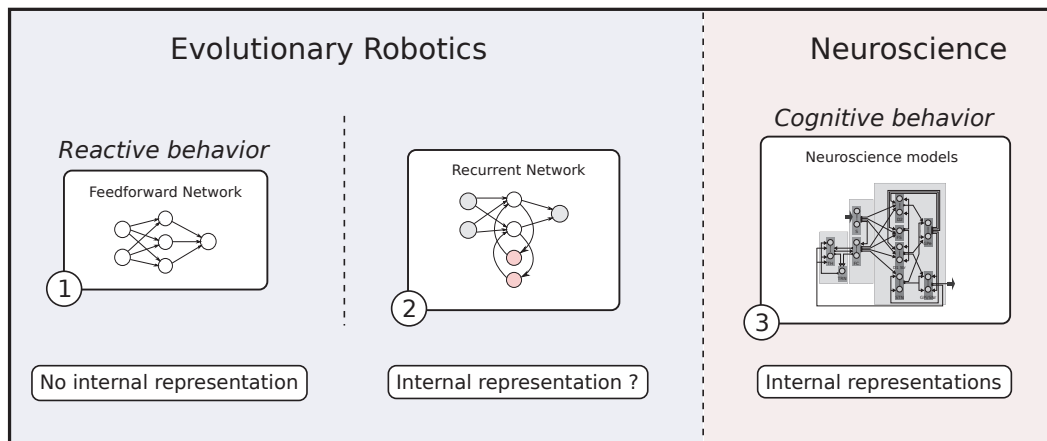 Evolutionary Robotics
Neuroscience
Reactive behavior
Cognitive behavior
Feedforward Network
Recurrent Network
Neuroscience models
1
2
3
No internal representation
Internal representation ?
Internal representations